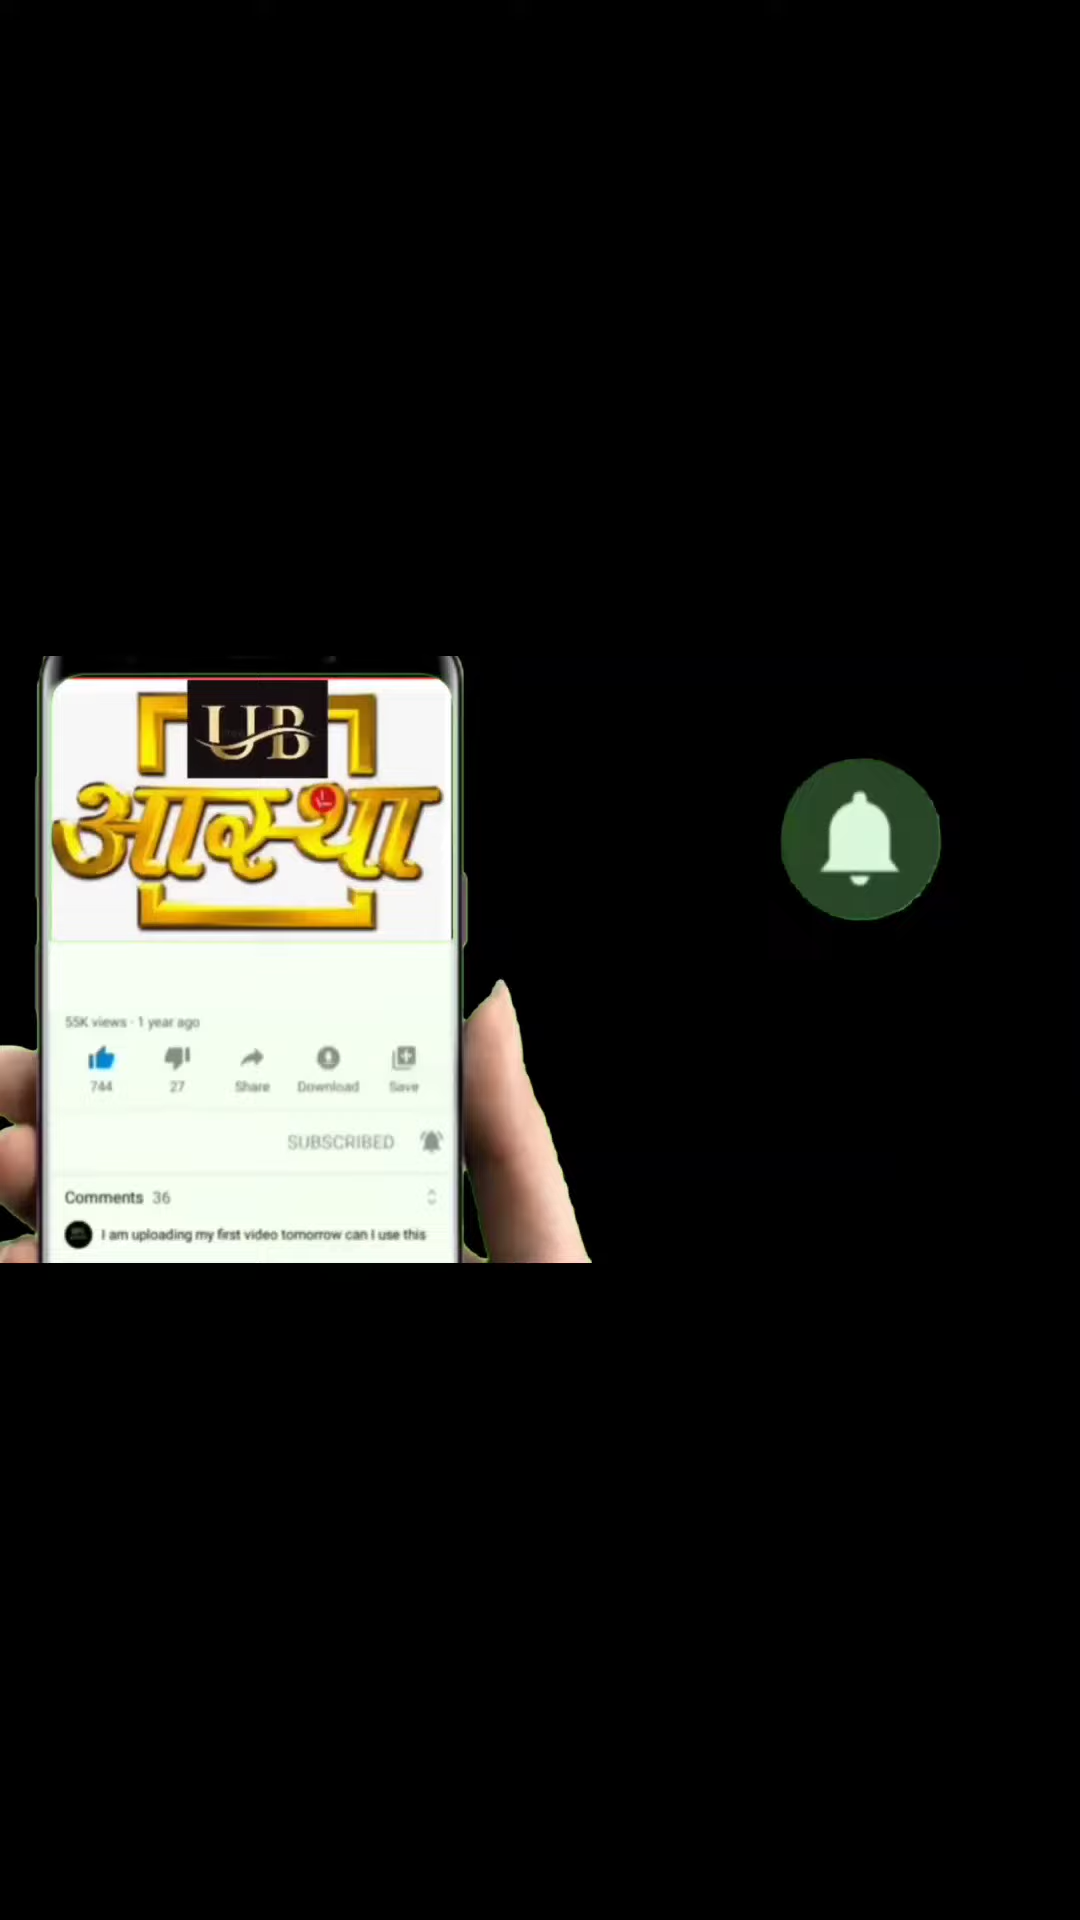 UB
आस्था
55K views · 1 year ago
744
27
Share
Download
Save
SUBSCRIBED
Comments 36
I am uploading my first video tomorrow can I use this